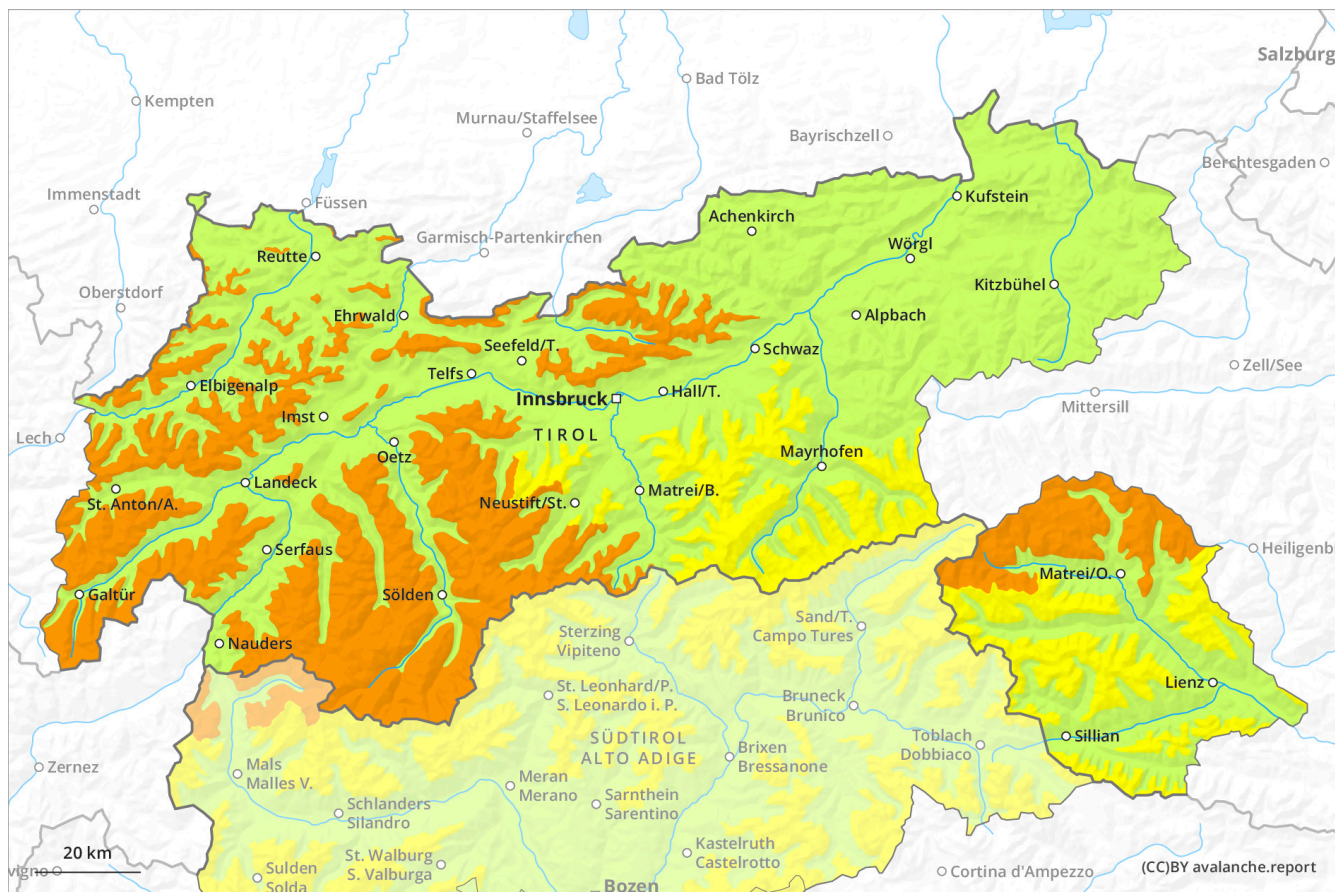 Salzburg
Bad Tölz
Kempten
Murnau/Staffelsee
Bayrischzell
Berchtesgaden
Immenstadt
Füssen
Kufstein
Achenkirch
Garmisch-Partenkirchen
Wörgl
Reutte
Kitzbühel
Oberstdorf
Ehrwald
Alpbach
Seefeld/T.
Schwaz
Zell/See
Telfs
Elbigenalp
Hall/T.
Innsbruck
Mittersill
Imst
Lech
TIROL
Mayrhofen
Oetz
Landeck
Matrei/B.
St. Anton/A.
Neustift/St.
Serfaus
Heiligenb
Matrei/O.
Galtür
Sölden
Sand/T.
Campo Tures
Sterzing
Vipiteno
Nauders
Lienz
St. Leonhard/P.
S. Leonardo i. P.
Bruneck
Brunico
Sillian
SÜDTIROL
ALTO ADIGE
Toblach
Dobbiaco
Brixen
Bressanone
Zernez
Mals
Malles V.
Meran
Merano
Sarnthein
Sarentino
Schlanders
Silandro
20 km
Kastelruth
Castelrotto
St. Walburg
S. Valburga
vigno
Sulden
Solda
Cortina d'Ampezzo
(CC)BY avalanche.report
Bozen